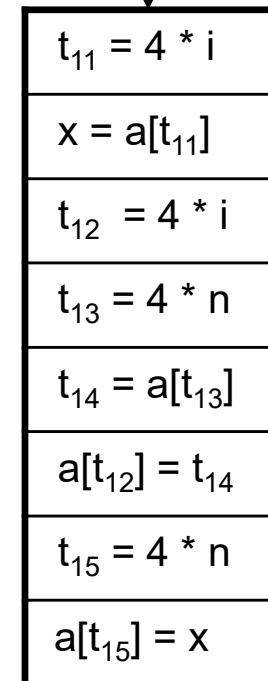 t₁₁ = 4 * i
x = a[t₁₁]
t₁₂ = 4 * i
t₁₃ = 4 * n
t₁₄ = a[t₁₃]
a[t₁₂] = t₁₄
t₁₅ = 4 * n
a[t₁₅] = x